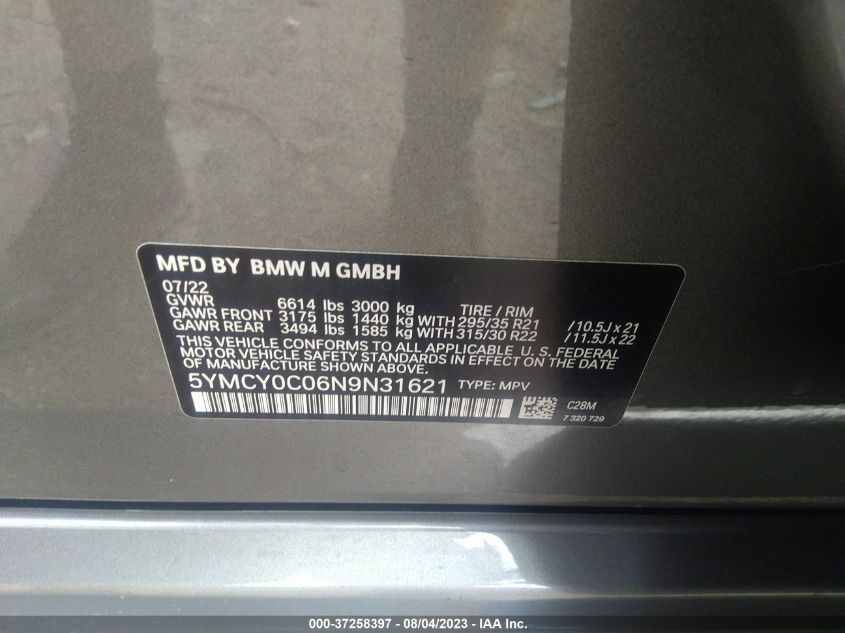 MFD BY BMW M GMBH
07/22
GVWR 6614 lbs 3000 kg TIRE / RIM
GAWR FRONT 3175 lbs 1440 kg WITH 295/35 R21 /10.5J x 21
GAWR REAR 3494 lbs 1585 kg WITH 315/30 R22 /11.5J x 22
THIS VEHICLE CONFORMS TO ALL APPLICABLE U. S. FEDERAL
MOTOR VEHICLE SAFETY STANDARDS IN EFFECT ON THE DATE
OF MANUFACTURE SHOWN ABOVE.
5YMCY0C06N9N31621 TYPE: MPV
C28M
7 320 729
000-37258397 - 08/04/2023 - IAA Inc.